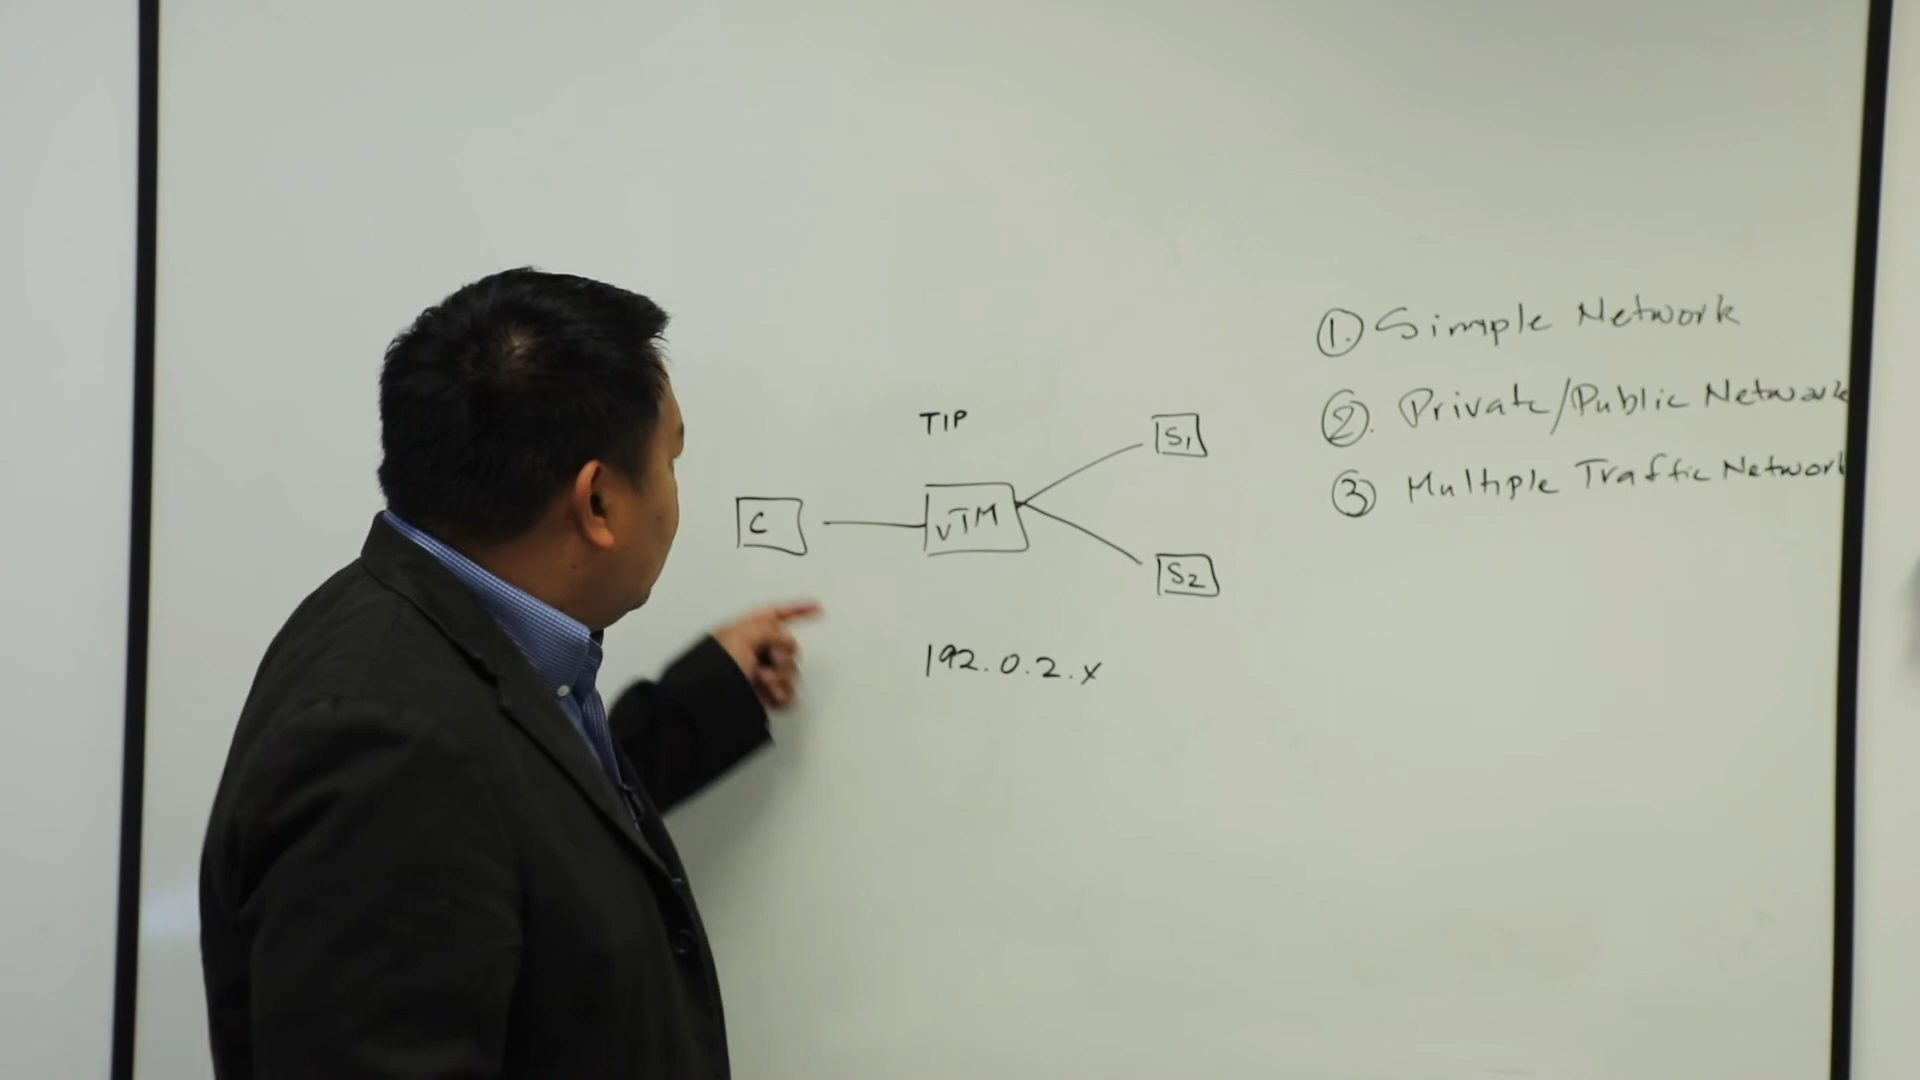 TIP
C
vTM
S1
S2
192.0.2.x
1. Simple Network
2. Private/Public Network
3 Multiple Traffic Network